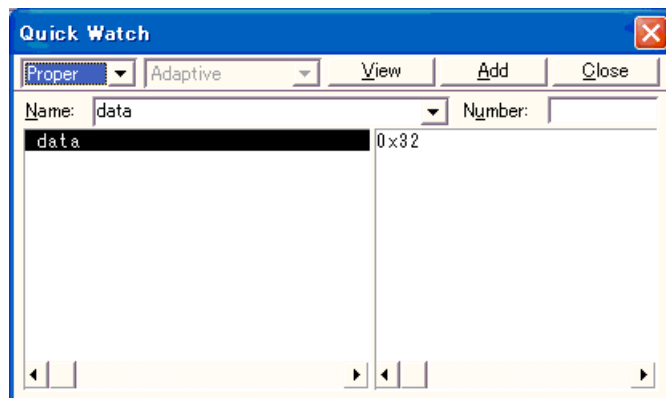 Quick Watch
Proper Adaptive View Add Close
Name: data Number:
data 0x32